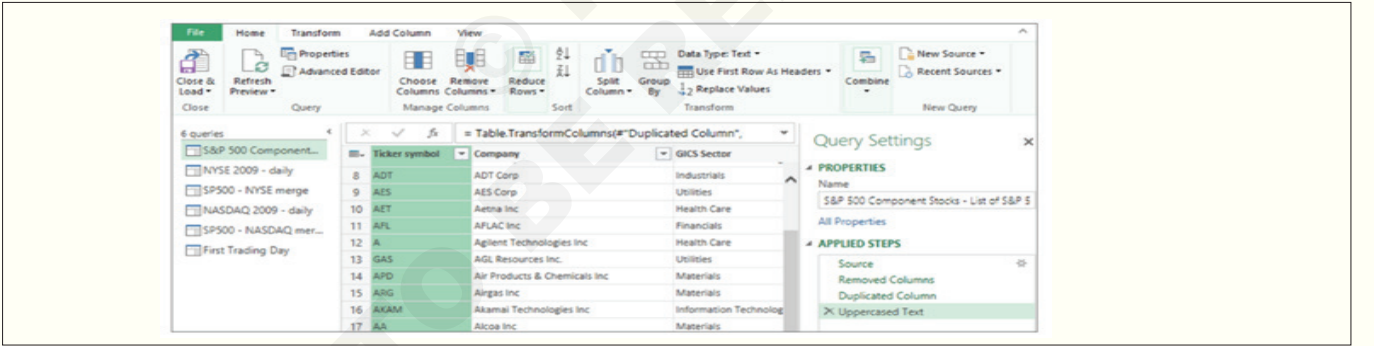 File Home Transform Add Column View
Close & Load Refresh Preview Properties Advanced Editor Choose Columns Remove Columns Reduce Rows Split Column Group By Data Type: Text Use First Row As Headers Replace Values Combine New Source Recent Sources
Close Query Manage Columns Sort Transform New Query
6 queries
S&P 500 Component...
NYSE 2009 - daily
SP500 - NYSE merge
NASDAQ 2009 - daily
SP500 - NASDAQ mer...
First Trading Day
fx = Table.TransformColumns(#"Duplicated Column",
Ticker symbol Company GICS Sector
8 ADT ADT Corp Industrials
9 AES AES Corp Utilities
10 AET Aetna Inc Health Care
11 AFL AFLAC Inc Financials
12 A Agilent Technologies Inc Health Care
13 GAS AGL Resources Inc. Utilities
14 APD Air Products & Chemicals Inc Materials
15 ARG Airgas Inc Materials
16 AKAM Akamai Technologies Inc Information Technolog
17 AA Alcoa Inc Materials
Query Settings
PROPERTIES
Name
S&P 500 Component Stocks - List of S&P 5
All Properties
APPLIED STEPS
Source
Removed Columns
Duplicated Column
Uppercased Text